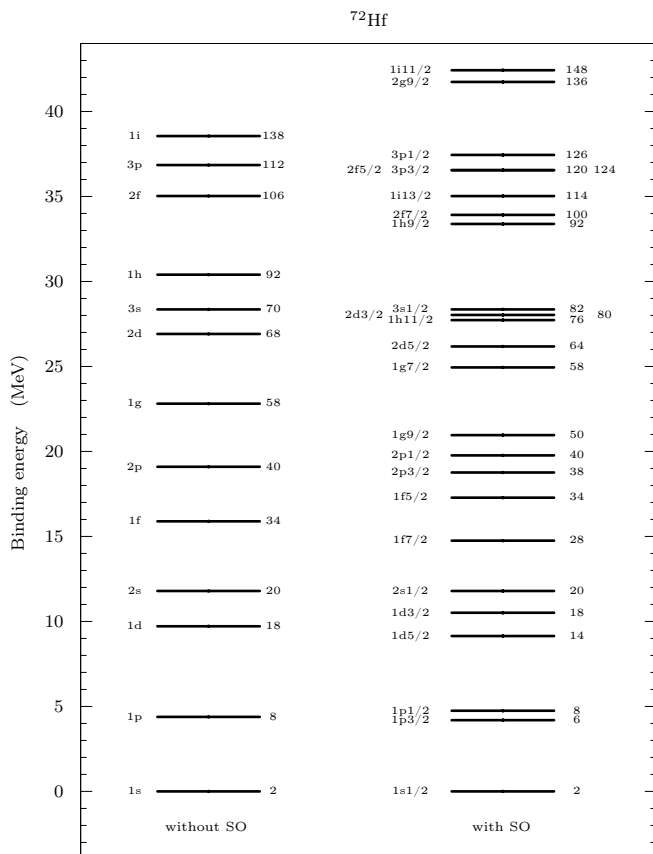 ⁷²Hf
Binding energy (MeV)
40
35
30
25
20
15
10
5
0
1i 138
3p 112
2f 106
1h 92
3s 70
2d 68
1g 58
2p 40
1f 34
2s 20
1d 18
1p 8
1s 2
without SO
1i11/2 148
2g9/2 136
3p1/2 126
2f5/2 3p3/2 120 124
1i13/2 114
2f7/2 100
1h9/2 92
3s1/2 82
2d3/2 80
1h11/2 76
2d5/2 64
1g7/2 58
1g9/2 50
2p1/2 40
2p3/2 38
1f5/2 34
1f7/2 28
2s1/2 20
1d3/2 18
1d5/2 14
1p1/2 8
1p3/2 6
1s1/2 2
with SO